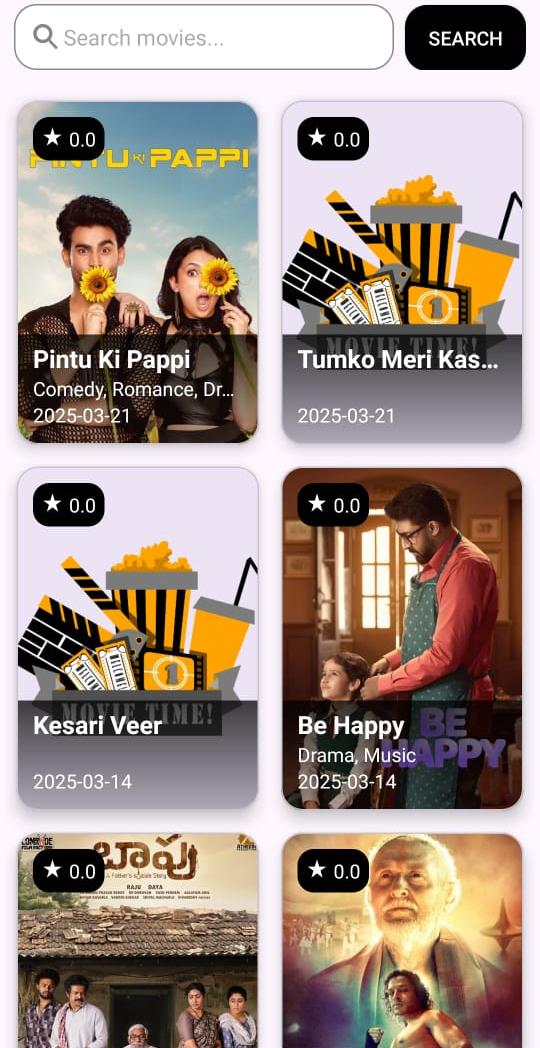 Search movies...
SEARCH
★ 0.0
PINTU KI PAPPI
Pintu Ki Pappi
Comedy, Romance, Dr...
2025-03-21
★ 0.0
MOVIE TIME!
Tumko Meri Kas...
2025-03-21
★ 0.0
MOVIE TIME!
Kesari Veer
2025-03-14
★ 0.0
BE
HAPPY
Be Happy
Drama, Music
2025-03-14
★ 0.0
బాపు
A Father's Suicide Story
RAJU DAYA
★ 0.0